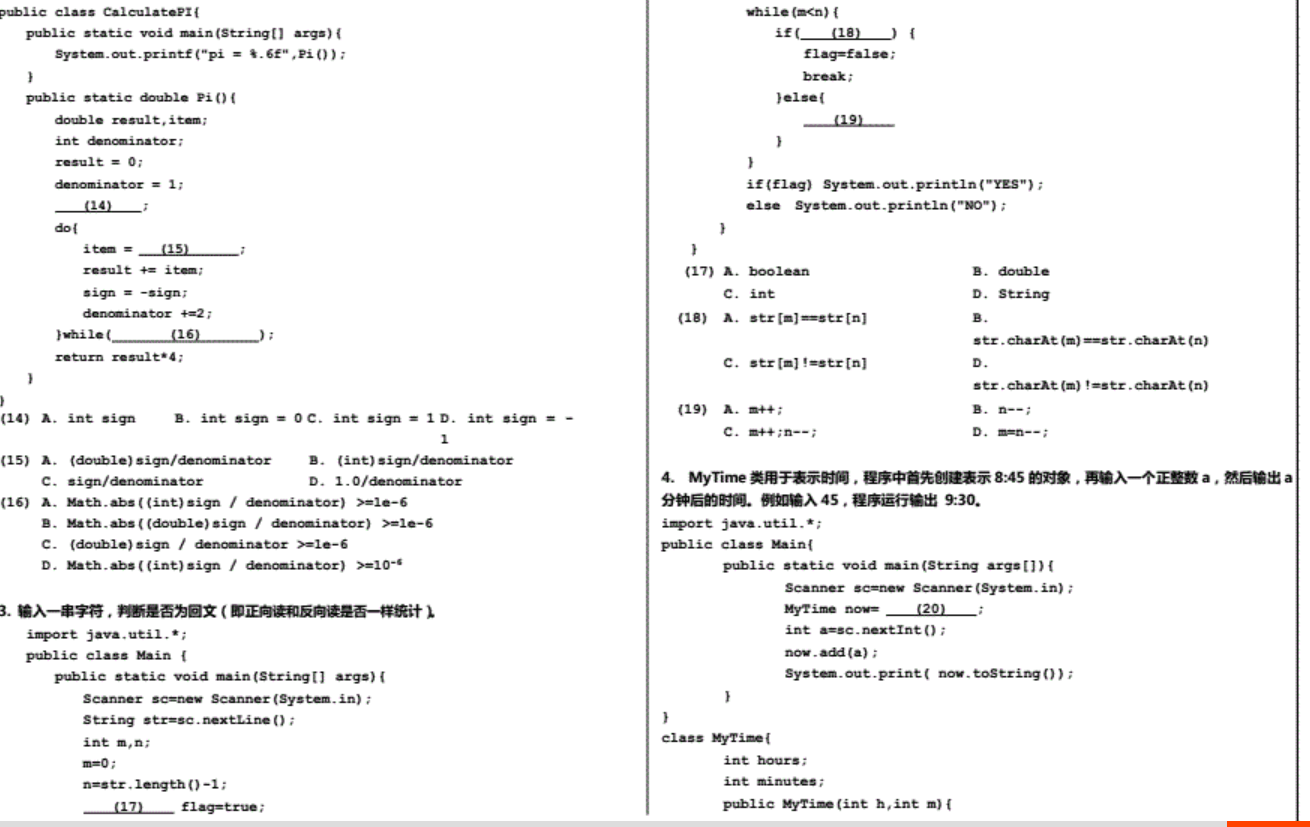 public class CalculatePI{
public static void main(String[] args){
System.out.printf("pi = %.6f",Pi());
}
public static double Pi(){
double result,item;
int denominator;
result = 0;
denominator = 1;
(14) ;
do{
item = (15) ;
result += item;
sign = -sign;
denominator +=2;
}while( (16) );
return result*4;
}
}
(14) A. int sign B. int sign = 0 C. int sign = 1 D. int sign = -
1
(15) A. (double)sign/denominator B. (int)sign/denominator
C. sign/denominator D. 1.0/denominator
(16) A. Math.abs((int)sign / denominator) >=1e-6
B. Math.abs((double)sign / denominator) >=1e-6
C. (double)sign / denominator >=1e-6
D. Math.abs((int)sign / denominator) >=10⁻⁶
3. 输入一串字符，判断是否为回文（即正向读和反向读是否一样统计）。
import java.util.*;
public class Main {
public static void main(String[] args){
Scanner sc=new Scanner(System.in);
String str=sc.nextLine();
int m,n;
m=0;
n=str.length()-1;
(17) flag=true;
while(m<n){
if( (18) ) {
flag=false;
break;
}else{
(19)
}
}
if(flag) System.out.println("YES");
else System.out.println("NO");
}
}
(17) A. boolean B. double
C. int D. String
(18) A. str[m]==str[n] B.
str.charAt(m)==str.charAt(n)
C. str[m]!=str[n] D.
str.charAt(m)!=str.charAt(n)
(19) A. m++; B. n--;
C. m++;n--; D. m=n--;
4. MyTime 类用于表示时间，程序中首先创建表示 8:45 的对象，再输入一个正整数 a，然后输出 a
分钟后的时间。例如输入 45，程序运行输出 9:30。
import java.util.*;
public class Main{
public static void main(String args[]){
Scanner sc=new Scanner(System.in);
MyTime now= (20) ;
int a=sc.nextInt();
now.add(a);
System.out.print( now.toString());
}
}
class MyTime{
int hours;
int minutes;
public MyTime(int h,int m){